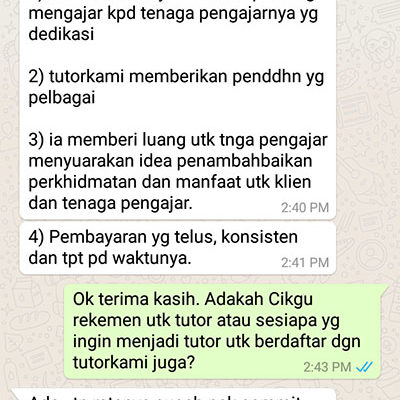 mengajar kpd tenaga pengajarnya yg
dedikasi
2) tutorkami memberikan penddhn yg
pelbagai
3) ia memberi luang utk tnga pengajar
menyuarakan idea penambahbaikan
perkhidmatan dan manfaat utk klien
dan tenaga pengajar.
2:40 PM
4) Pembayaran yg telus, konsisten
dan tpt pd waktunya.
2:41 PM
Ok terima kasih. Adakah Cikgu
rekemen utk tutor atau sesiapa yg
ingin menjadi tutor utk berdaftar dgn
tutorkami juga?
2:43 PM